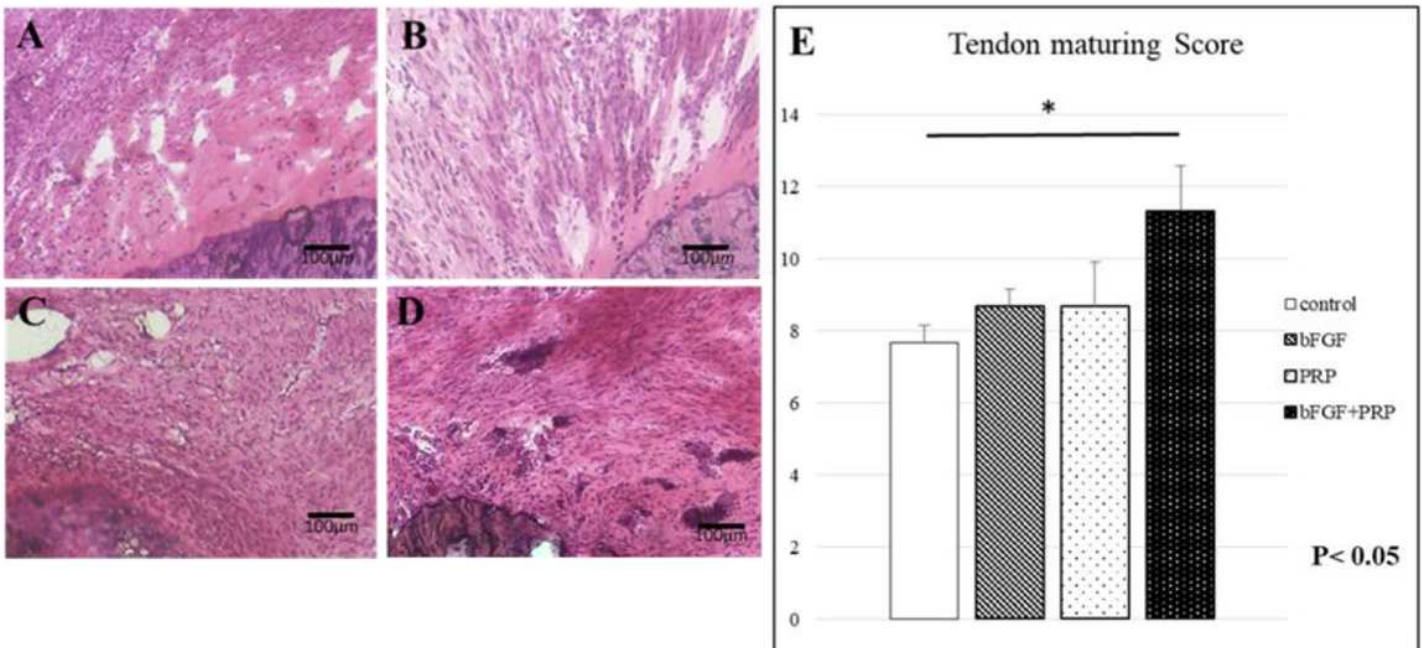 A
100µm
B
100µm
C
100µm
D
100µm
E
Tendon maturing Score
*
14
12
10
8
6
4
2
0
control
bFGF
PRP
bFGF+PRP
P< 0.05